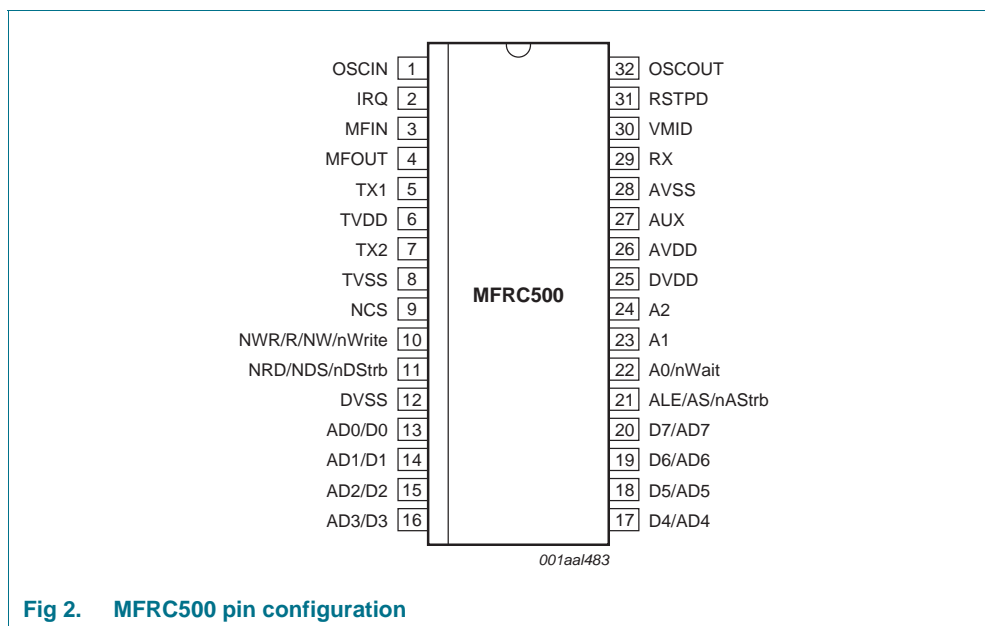 OSCIN 1 32 OSCOUT
IRQ 2 31 RSTPD
MFIN 3 30 VMID
MFOUT 4 29 RX
TX1 5 28 AVSS
TVDD 6 27 AUX
TX2 7 26 AVDD
TVSS 8 25 DVDD
MFRC500
NCS 9 24 A2
NWR/R/NW/nWrite 10 23 A1
NRD/NDS/nDStrb 11 22 A0/nWait
DVSS 12 21 ALE/AS/nAStrb
AD0/D0 13 20 D7/AD7
AD1/D1 14 19 D6/AD6
AD2/D2 15 18 D5/AD5
AD3/D3 16 17 D4/AD4
001aal483
Fig 2. MFRC500 pin configuration